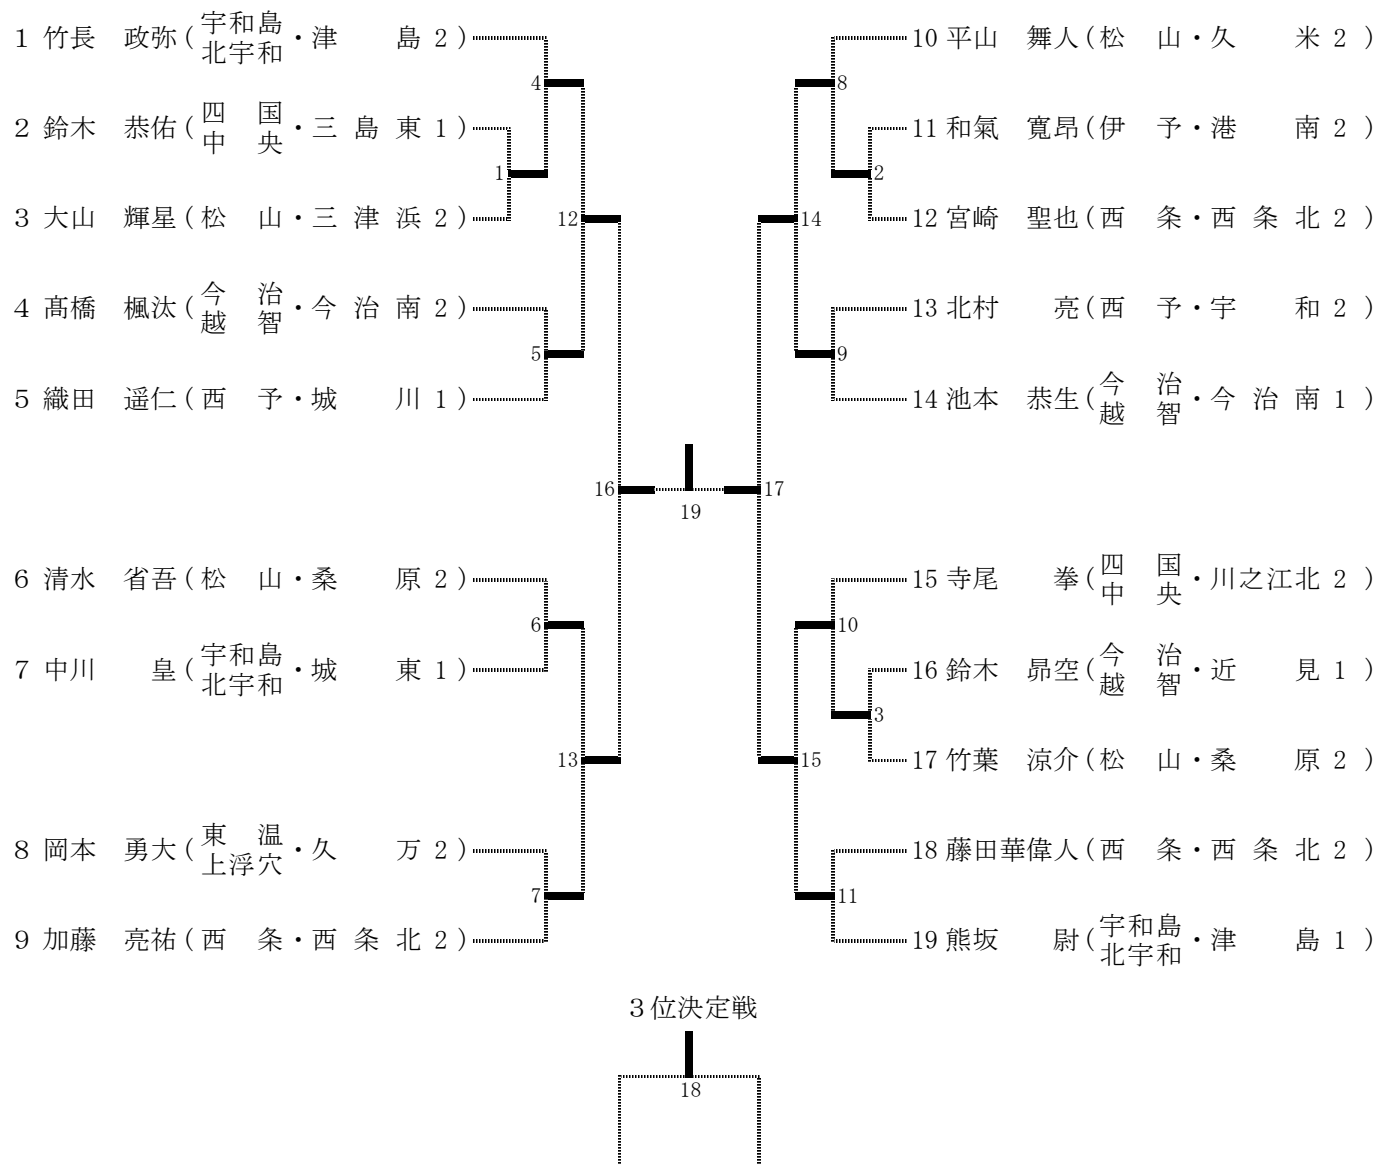 1 竹長 政弥(宇和島北宇和・津 島 2)
4
2 鈴木 恭佑(四国中央・三島東 1)
1
3 大山 輝星(松 山・三津浜 2)
12
4 髙橋 楓汰(今治越智・今治南 2)
5
5 織田 遥仁(西 予・城 川 1)
16
6 清水 省吾(松 山・桑 原 2)
6
7 中川 皇(宇和島北宇和・城 東 1)
13
8 岡本 勇大(東温上浮穴・久 万 2)
7
9 加藤 亮祐(西 条・西条北 2)
19
10 平山 舞人(松 山・久 米 2)
8
11 和氣 寛昂(伊 予・港 南 2)
2
12 宮崎 聖也(西 条・西条北 2)
14
13 北村 亮(西 予・宇 和 2)
9
14 池本 恭生(今治越智・今治南 1)
17
15 寺尾 拳(四国中央・川之江北 2)
10
16 鈴木 昴空(今治越智・近 見 1)
3
17 竹葉 涼介(松 山・桑 原 2)
15
18 藤田華偉人(西 条・西条北 2)
11
19 熊坂 尉(宇和島北宇和・津 島 1)
3位決定戦
18